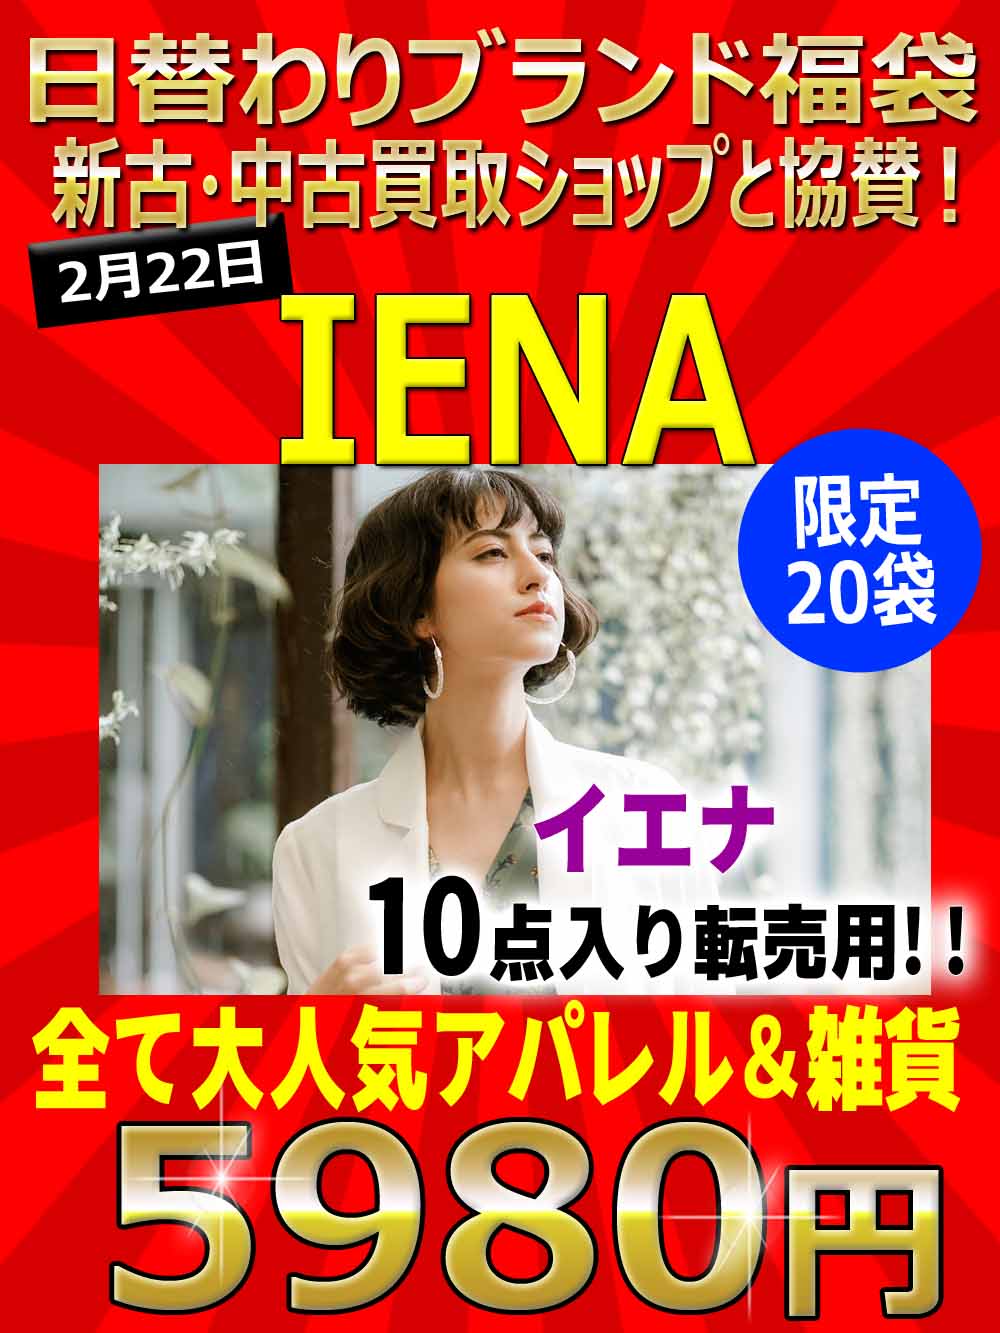 日替わりブランド福袋
新古・中古買取ショップと協賛！
2月22日
IENA
限定
20袋
イエナ
10点入り転売用!!
全て大人気アパレル＆雑貨
5980円